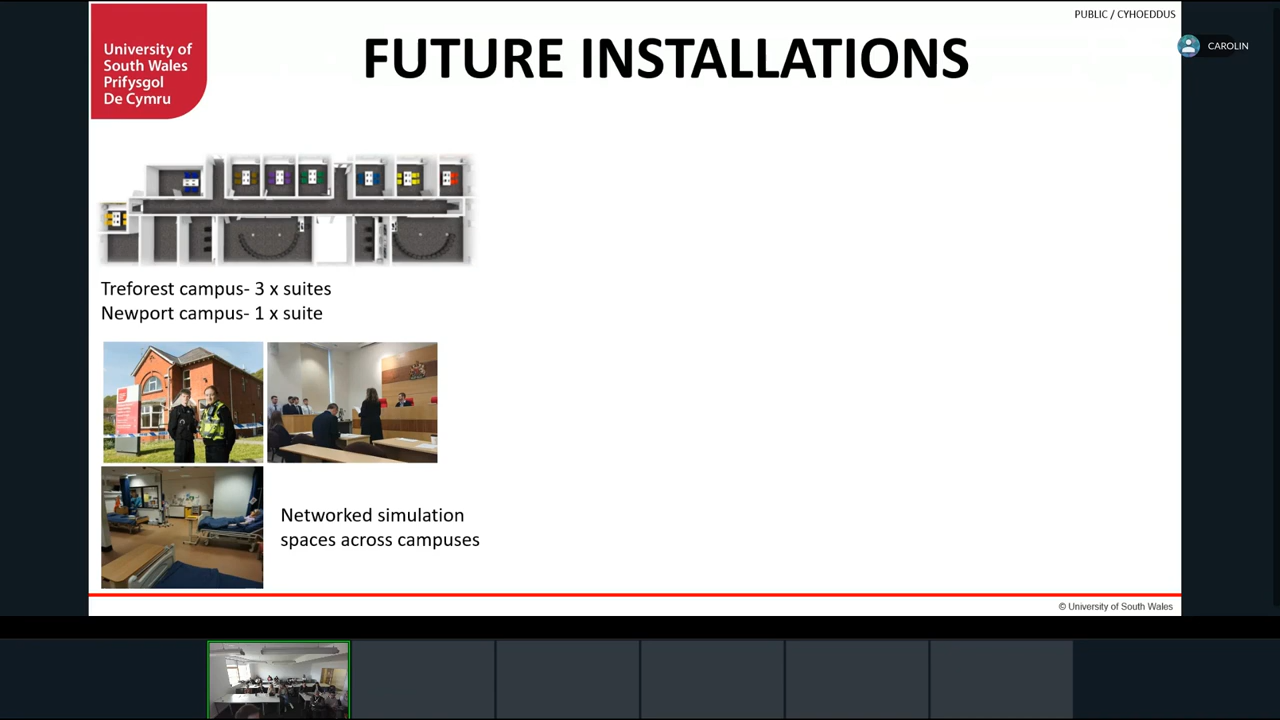 PUBLIC / CYHOEDDUS
University of
South Wales
Prifysgol
De Cymru
FUTURE INSTALLATIONS
CAROLIN
Treforest campus- 3 x suites
Newport campus- 1 x suite
Networked simulation
spaces across campuses
© University of South Wales